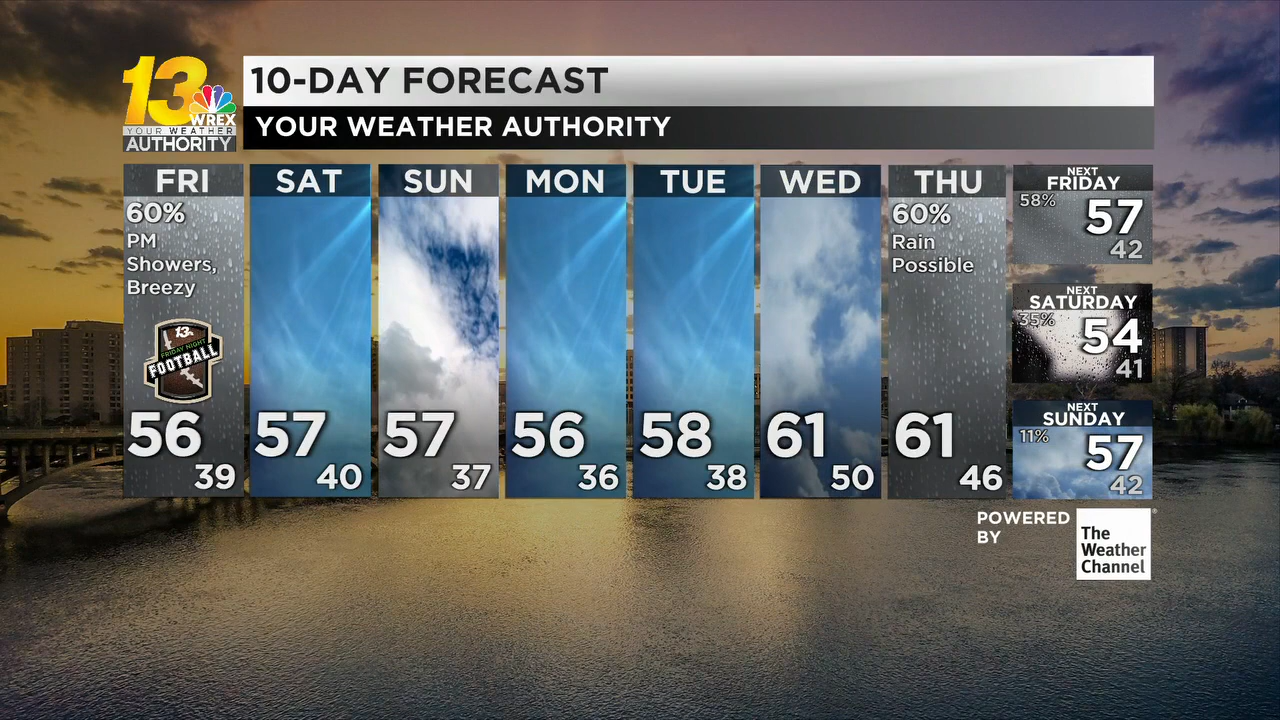 13
WREX
YOUR WEATHER
AUTHORITY
10-DAY FORECAST
YOUR WEATHER AUTHORITY
FRI
60%
PM
Showers,
Breezy
13
FRIDAY NIGHT
FOOTBALL
56
39
SAT
57
40
SUN
57
37
MON
56
36
TUE
58
38
WED
61
50
THU
60%
Rain
Possible
61
46
NEXT
FRIDAY
58%
57
42
NEXT
SATURDAY
35%
54
41
NEXT
SUNDAY
11%
57
42
POWERED
BY
The
Weather
Channel
®